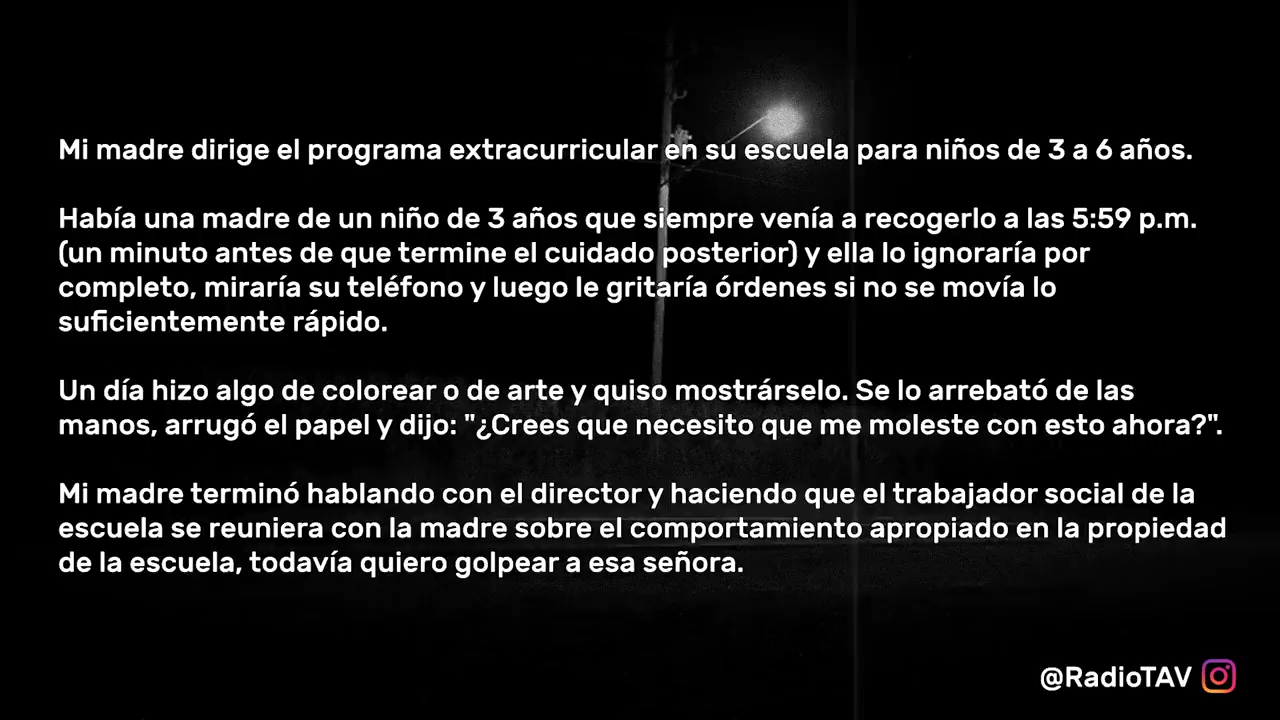 Mi madre dirige el programa extracurricular en su escuela para niños de 3 a 6 años.
Había una madre de un niño de 3 años que siempre venía a recogerlo a las 5:59 p.m.
(un minuto antes de que termine el cuidado posterior) y ella lo ignoraría por
completo, miraría su teléfono y luego le gritaría órdenes si no se movía lo
suficientemente rápido.
Un día hizo algo de colorear o de arte y quiso mostrárselo. Se lo arrebató de las
manos, arrugó el papel y dijo: "¿Crees que necesito que me moleste con esto ahora?".
Mi madre terminó hablando con el director y haciendo que el trabajador social de la
escuela se reuniera con la madre sobre el comportamiento apropiado en la propiedad
de la escuela, todavía quiero golpear a esa señora.
@RadioTAV